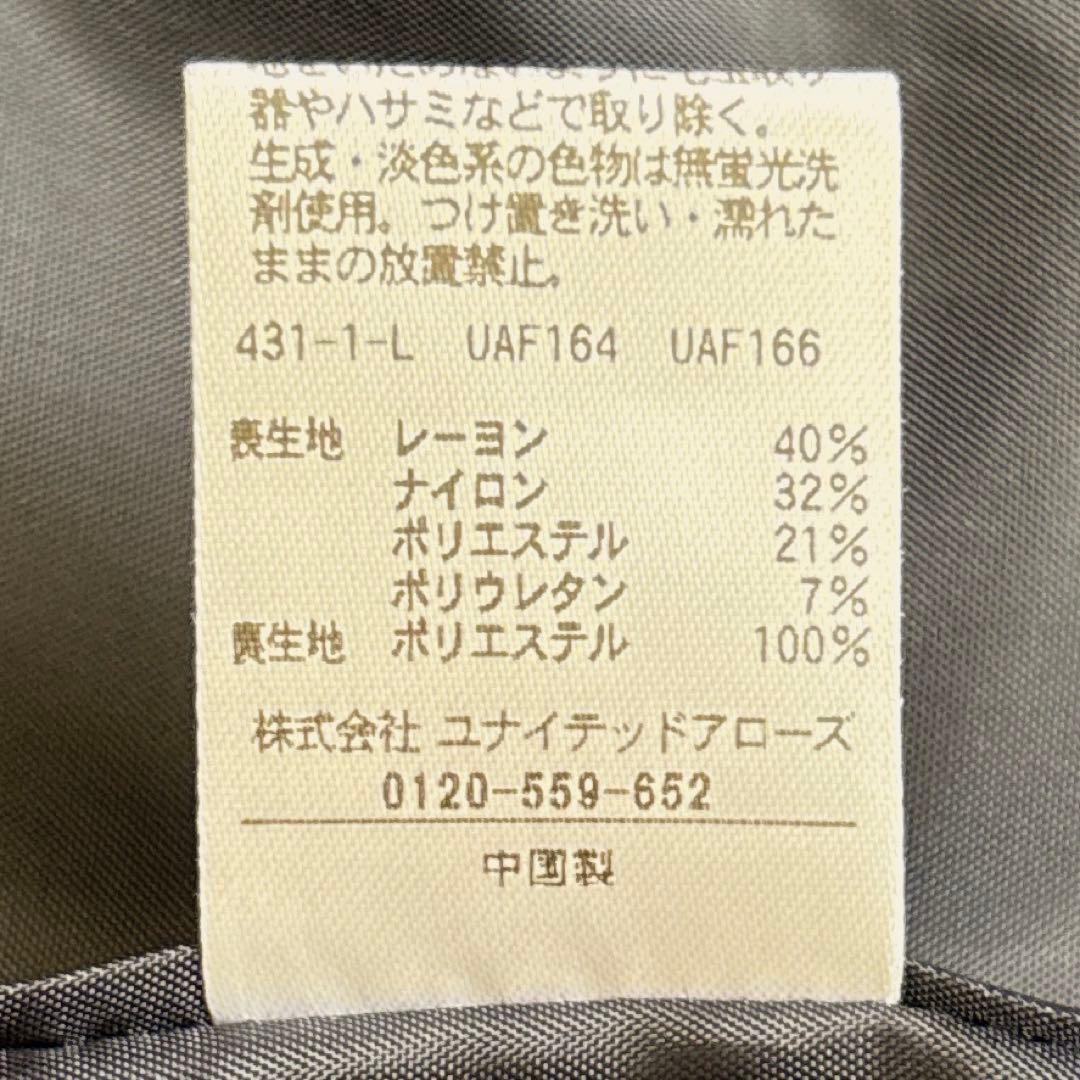 器やハサミなどで取り除く。
生成・淡色系の色物は無蛍光洗
剤使用。つけ置き洗い・濡れた
ままの放置禁止。
431-1-L UAF164 UAF166
表生地 レーヨン 40%
ナイロン 32%
ポリエステル 21%
ポリウレタン 7%
裏生地 ポリエステル 100%
株式会社 ユナイテッドアローズ
0120-559-652
中国製